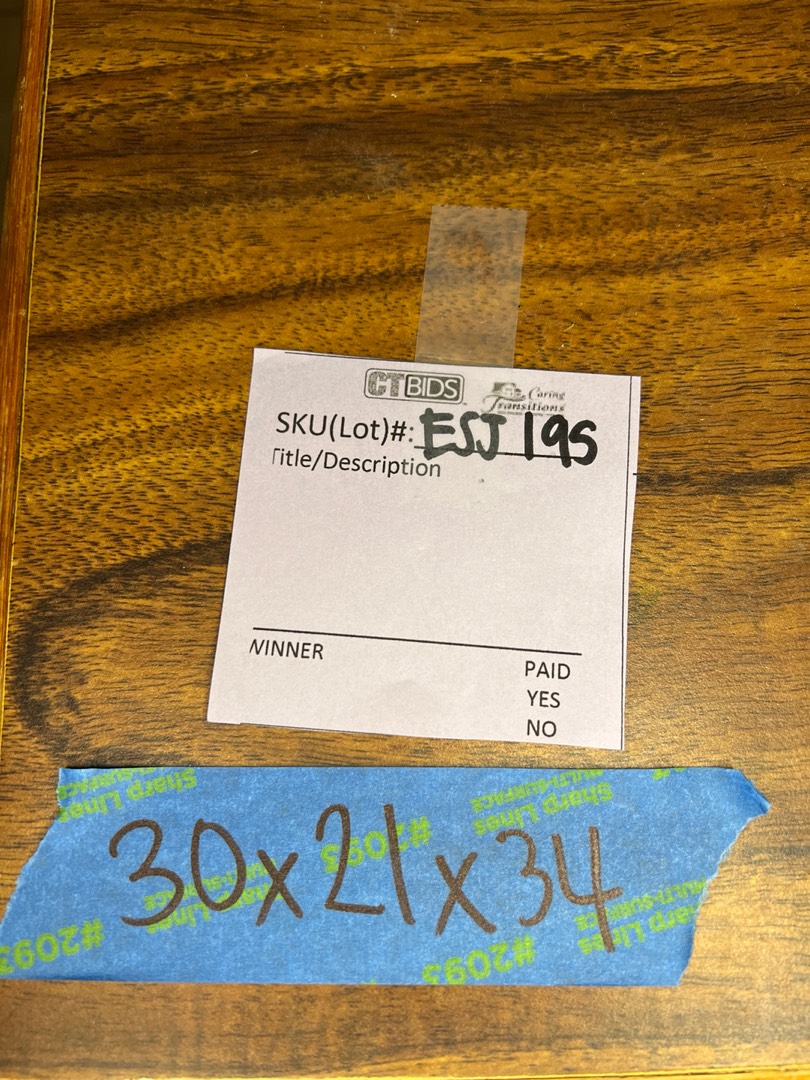 CTBIDS Caring Transitions
SKU(Lot)#: ESJ 195
Title/Description
WINNER
PAID
YES
NO
Sharp Lines MULTI-SURFACE
#2093
30x21x34